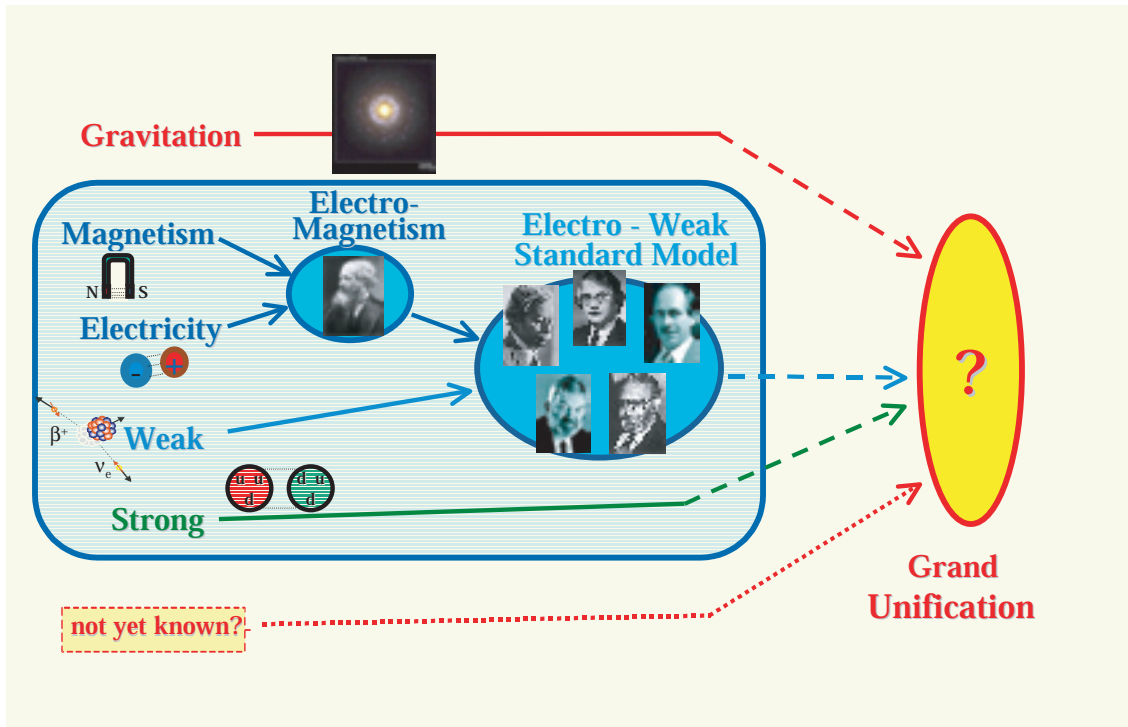 Gravitation
Electro-
Magnetism
Magnetism
N S
Electricity
- +
Electro - Weak
Standard Model
β+
Weak
νe
u u
d
d u
d
Strong
?
Grand
Unification
not yet known?